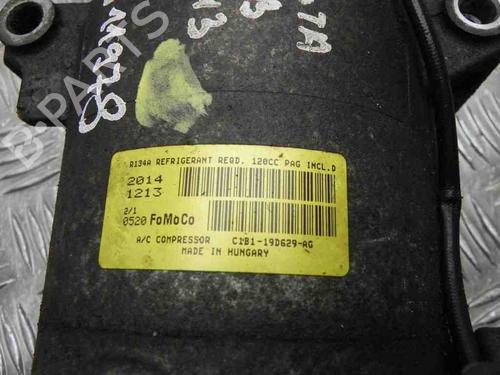 R134A REFRIGERANT REQD. 120CC PAG INCL.D
2014
1213
2/1
0520 FoMoCo
A/C COMPRESSOR C1B1-19D629-AG
MADE IN HUNGARY